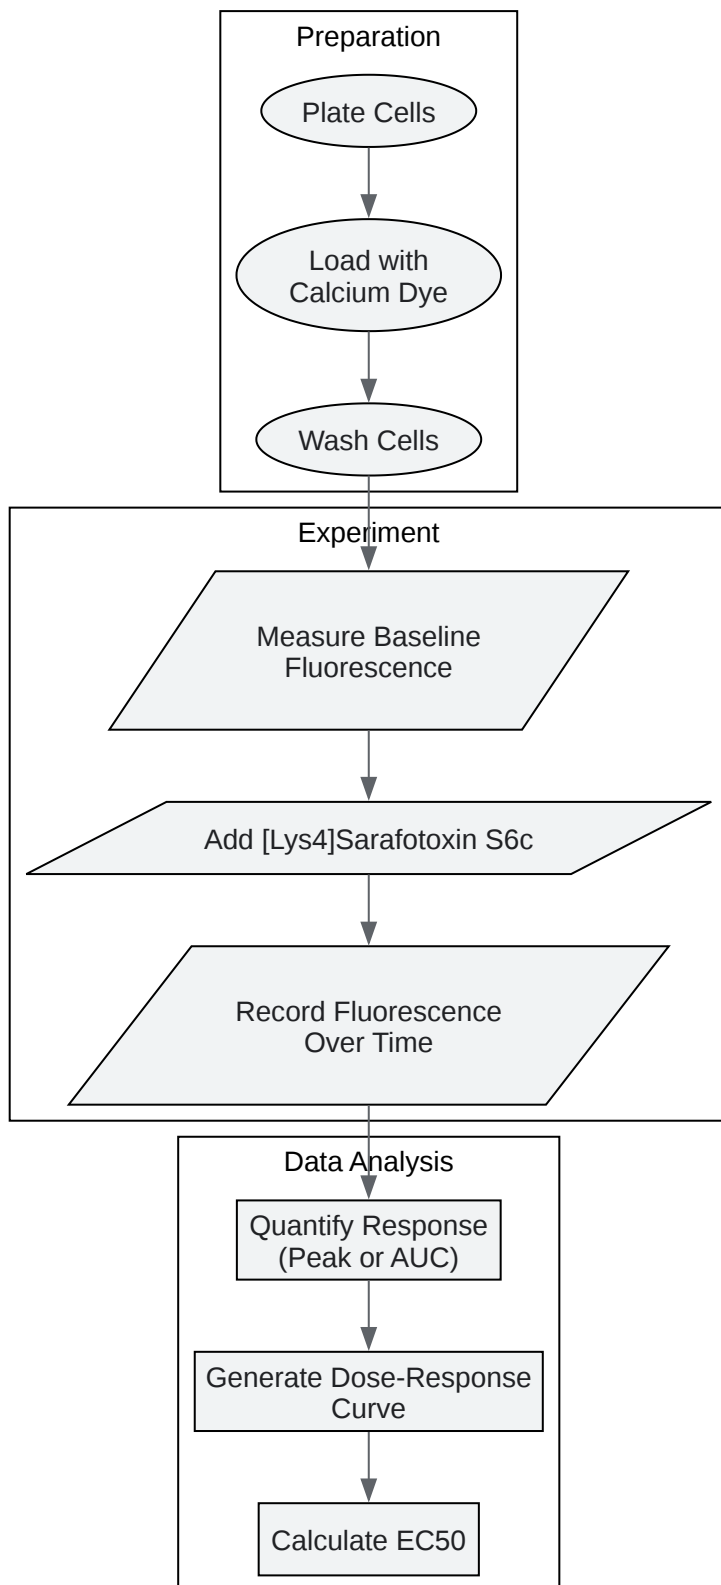 Preparation
Plate Cells
Load with
Calcium Dye
Wash Cells
Experiment
Measure Baseline
Fluorescence
Add [Lys4]Sarafotoxin S6c
Record Fluorescence
Over Time
Data Analysis
Quantify Response
(Peak or AUC)
Generate Dose-Response
Curve
Calculate EC50